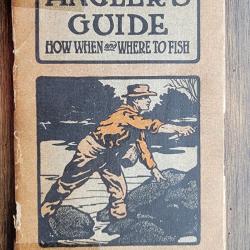 ANGLER'S
GUIDE
HOW WHEN and WHERE TO FISH